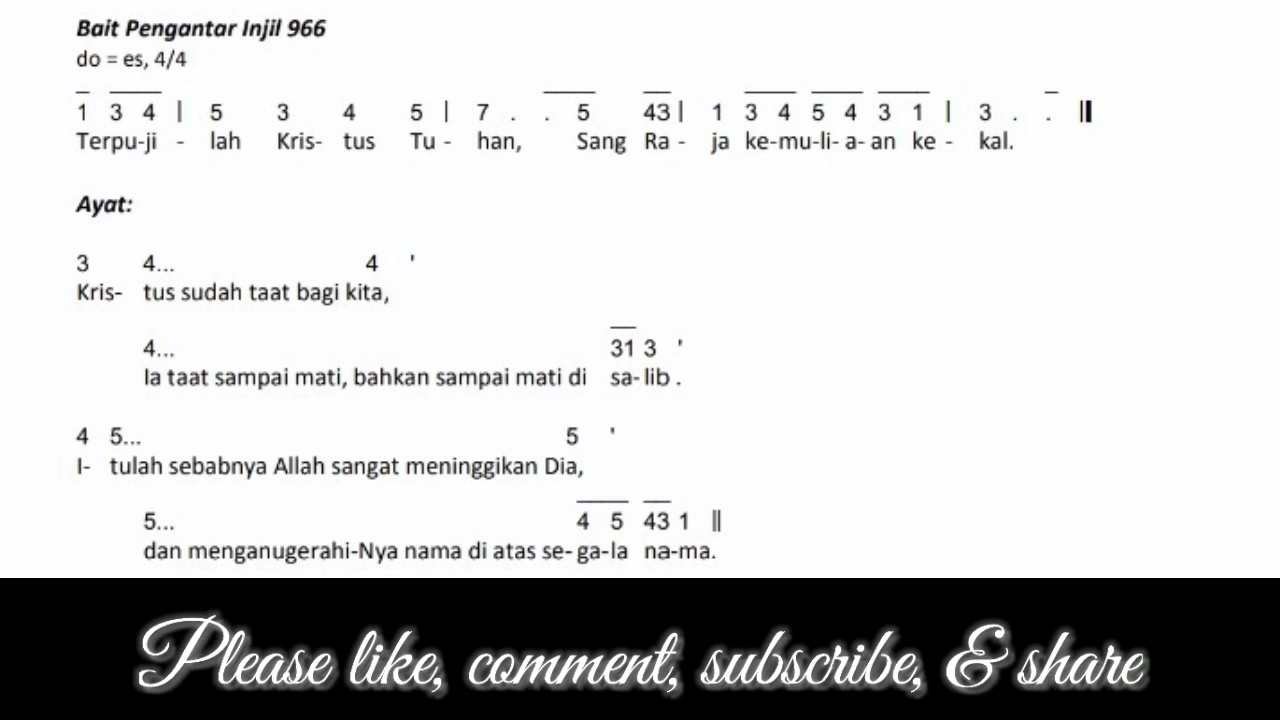 Bait Pengantar Injil 966
do = es, 4/4
1 3 4 | 5 3 4 5 | 7 . . 5 43 | 1 3 4 5 4 3 1 | 3 . . ||
Terpu-ji - lah Kris- tus Tu - han, Sang Ra - ja ke-mu-li- a- an ke - kal.
Ayat:
3 4... 4 '
Kris- tus sudah taat bagi kita,
4... 31 3 '
Ia taat sampai mati, bahkan sampai mati di sa- lib .
4 5... 5 '
I- tulah sebabnya Allah sangat meninggikan Dia,
5... 4 5 43 1 ||
dan menganugerahi-Nya nama di atas se- ga-la na-ma.
Please like, comment, subscribe, & share